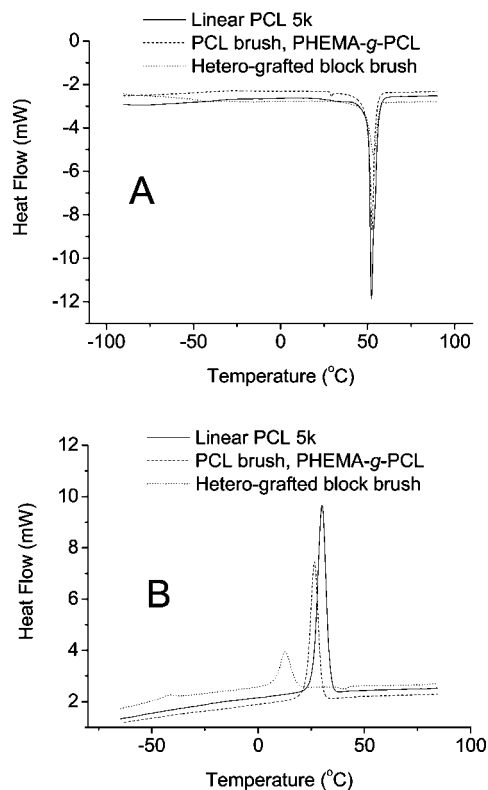 Linear PCL 5k
PCL brush, PHEMA-g-PCL
Hetero-grafted block brush
-2
-4
-6
-8
-10
-12
Heat Flow (mW)
A
-100 -50 0 50 100
Temperature (°C)
Linear PCL 5k
PCL brush, PHEMA-g-PCL
Hetero-grafted block brush
12
10
8
6
4
2
Heat Flow (mW)
B
-50 0 50 100
Temperature (°C)